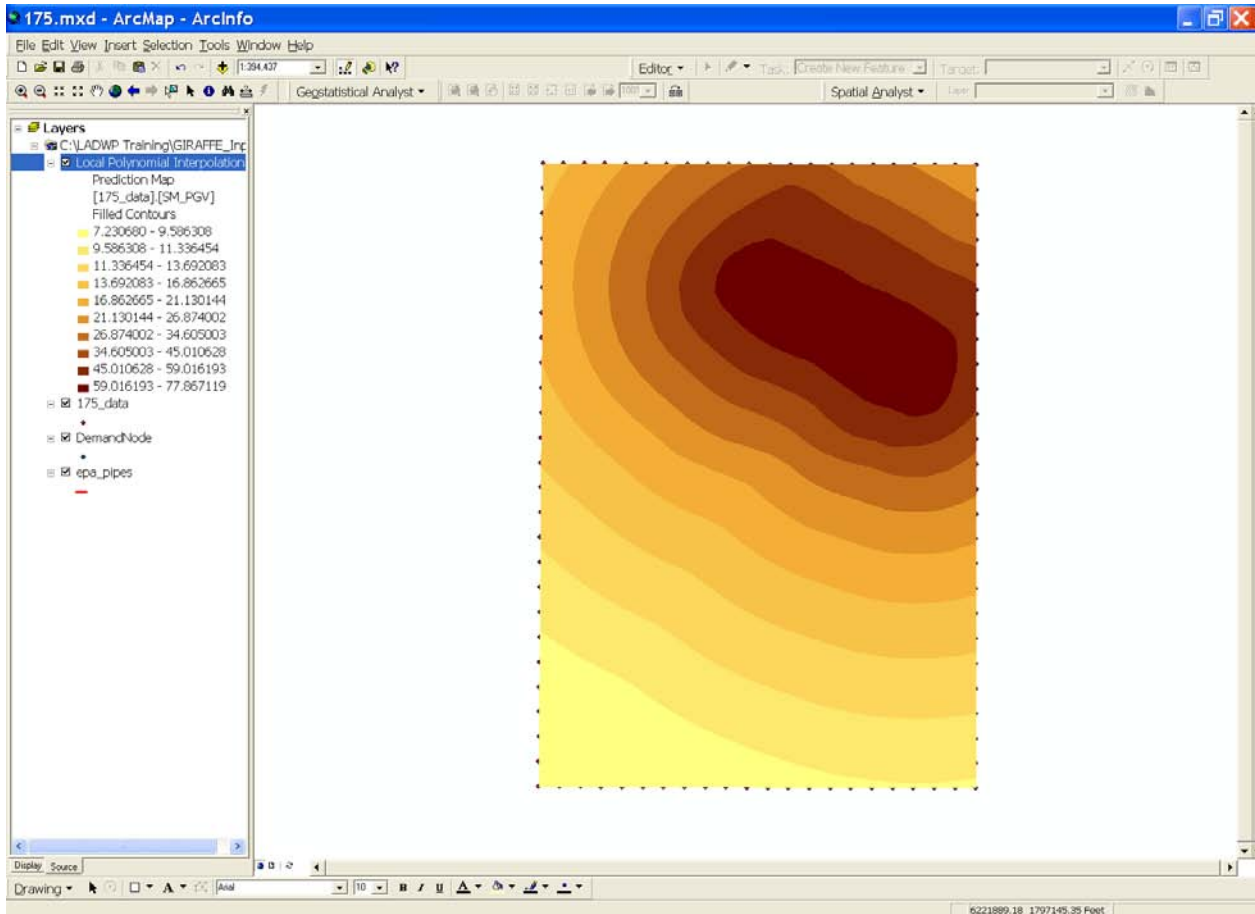 175.mxd - ArcMap - ArcInfo
File Edit View Insert Selection Tools Window Help
1:394,437 Editor Task: Create New Feature Target:
Geostatistical Analyst 100% Spatial Analyst Layer:
Layers
C:\LADWP Training\GIRAFFE_Inp
Local Polynomial Interpolation
Prediction Map
[175_data].[SM_PGV]
Filled Contours
7.230680 - 9.586308
9.586308 - 11.336454
11.336454 - 13.692083
13.692083 - 16.862665
16.862665 - 21.130144
21.130144 - 26.874002
26.874002 - 34.605003
34.605003 - 45.010628
45.010628 - 59.016193
59.016193 - 77.867119
175_data
DemandNode
epa_pipes
Display Source
Drawing A Arial 10 B I U A
6221889.18 1797145.35 Feet